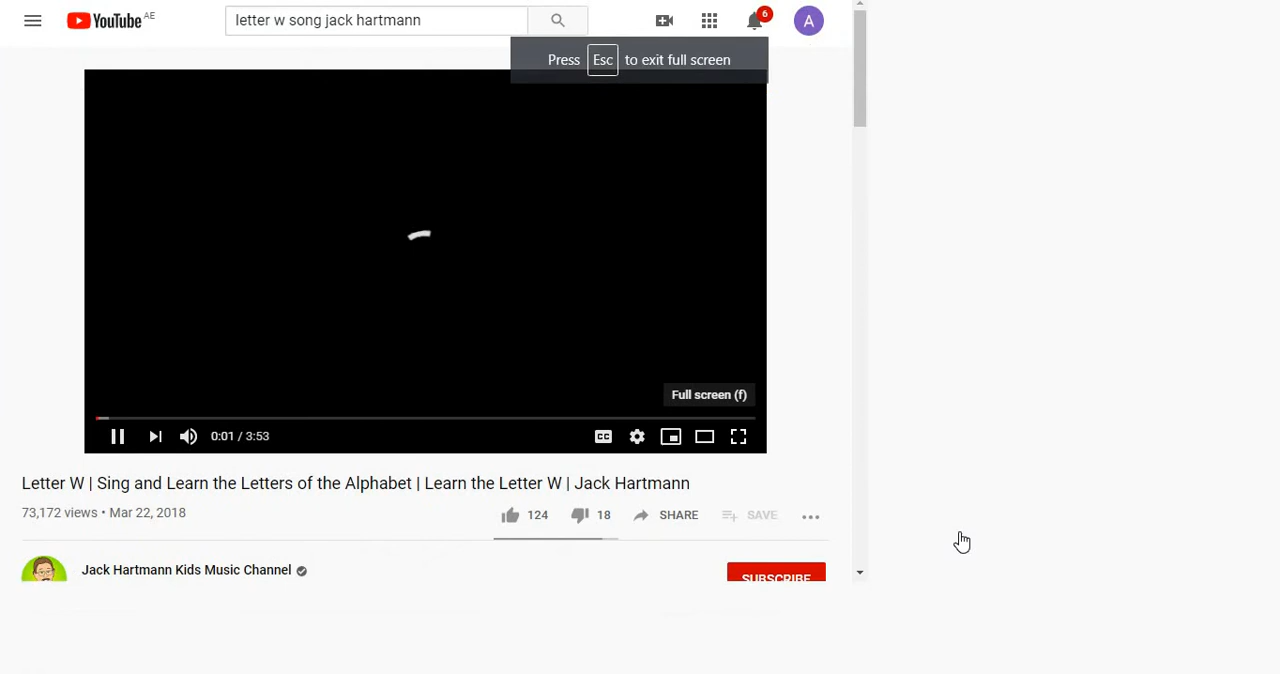 YouTube AE
letter w song jack hartmann
6
A
Press Esc to exit full screen
Full screen (f)
0:01 / 3:53
CC
Letter W | Sing and Learn the Letters of the Alphabet | Learn the Letter W | Jack Hartmann
73,172 views • Mar 22, 2018
124
18
SHARE
SAVE
Jack Hartmann Kids Music Channel
SUBSCRIBE